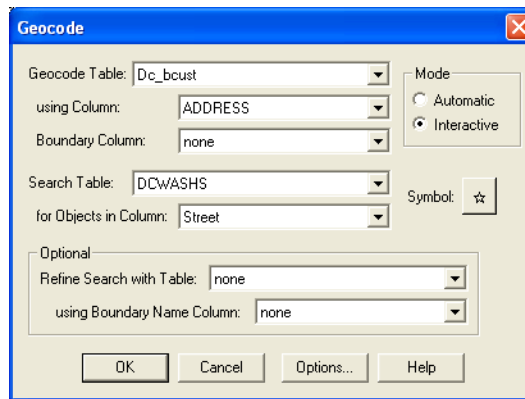 Geocode
Geocode Table: Dc_bcust
using Column: ADDRESS
Boundary Column: none
Mode
Automatic
Interactive
Search Table: DCWASHS
for Objects in Column: Street
Symbol:
Optional
Refine Search with Table: none
using Boundary Name Column: none
OK Cancel Options... Help